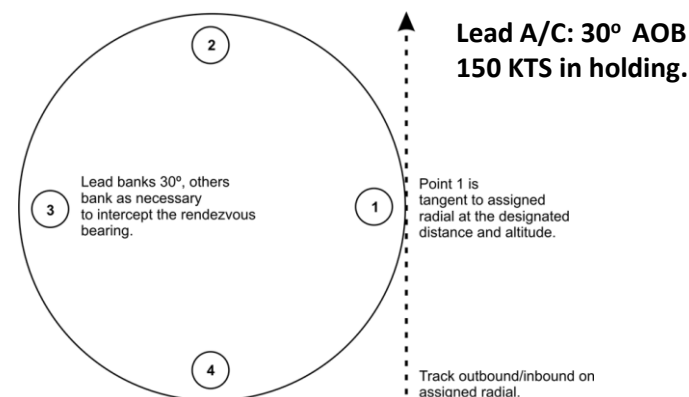 Lead A/C: 30º AOB
150 KTS in holding.
2
Lead banks 30º, others
bank as necessary
to intercept the rendezvous
bearing.
3
1
Point 1 is
tangent to assigned
radial at the designated
distance and altitude.
4
Track outbound/inbound on
assigned radial.